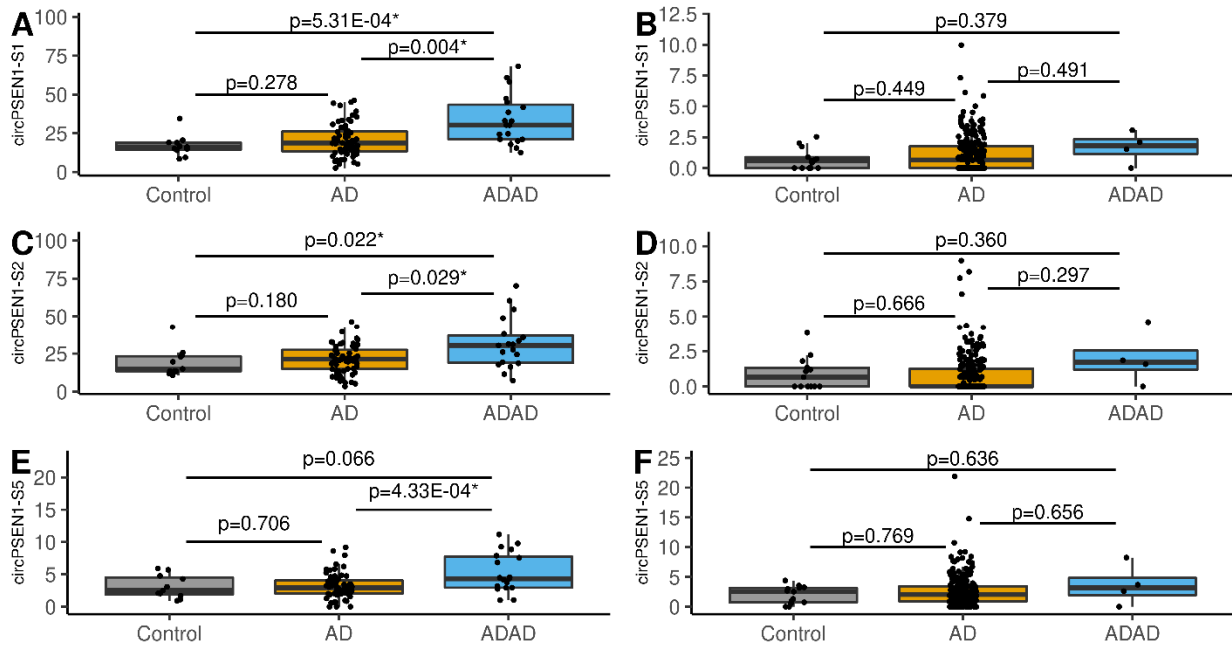 A
circPSEN1-S1
100
75
50
25
0
p=5.31E-04*
p=0.004*
p=0.278
Control
AD
ADAD
B
circPSEN1-S1
12.5
10.0
7.5
5.0
2.5
0.0
p=0.379
p=0.491
p=0.449
Control
AD
ADAD
C
circPSEN1-S2
100
75
50
25
0
p=0.022*
p=0.029*
p=0.180
Control
AD
ADAD
D
circPSEN1-S2
10.0
7.5
5.0
2.5
0.0
p=0.360
p=0.297
p=0.666
Control
AD
ADAD
E
circPSEN1-S5
20
15
10
5
0
p=0.066
p=4.33E-04*
p=0.706
Control
AD
ADAD
F
circPSEN1-S5
25
20
15
10
5
0
p=0.636
p=0.656
p=0.769
Control
AD
ADAD